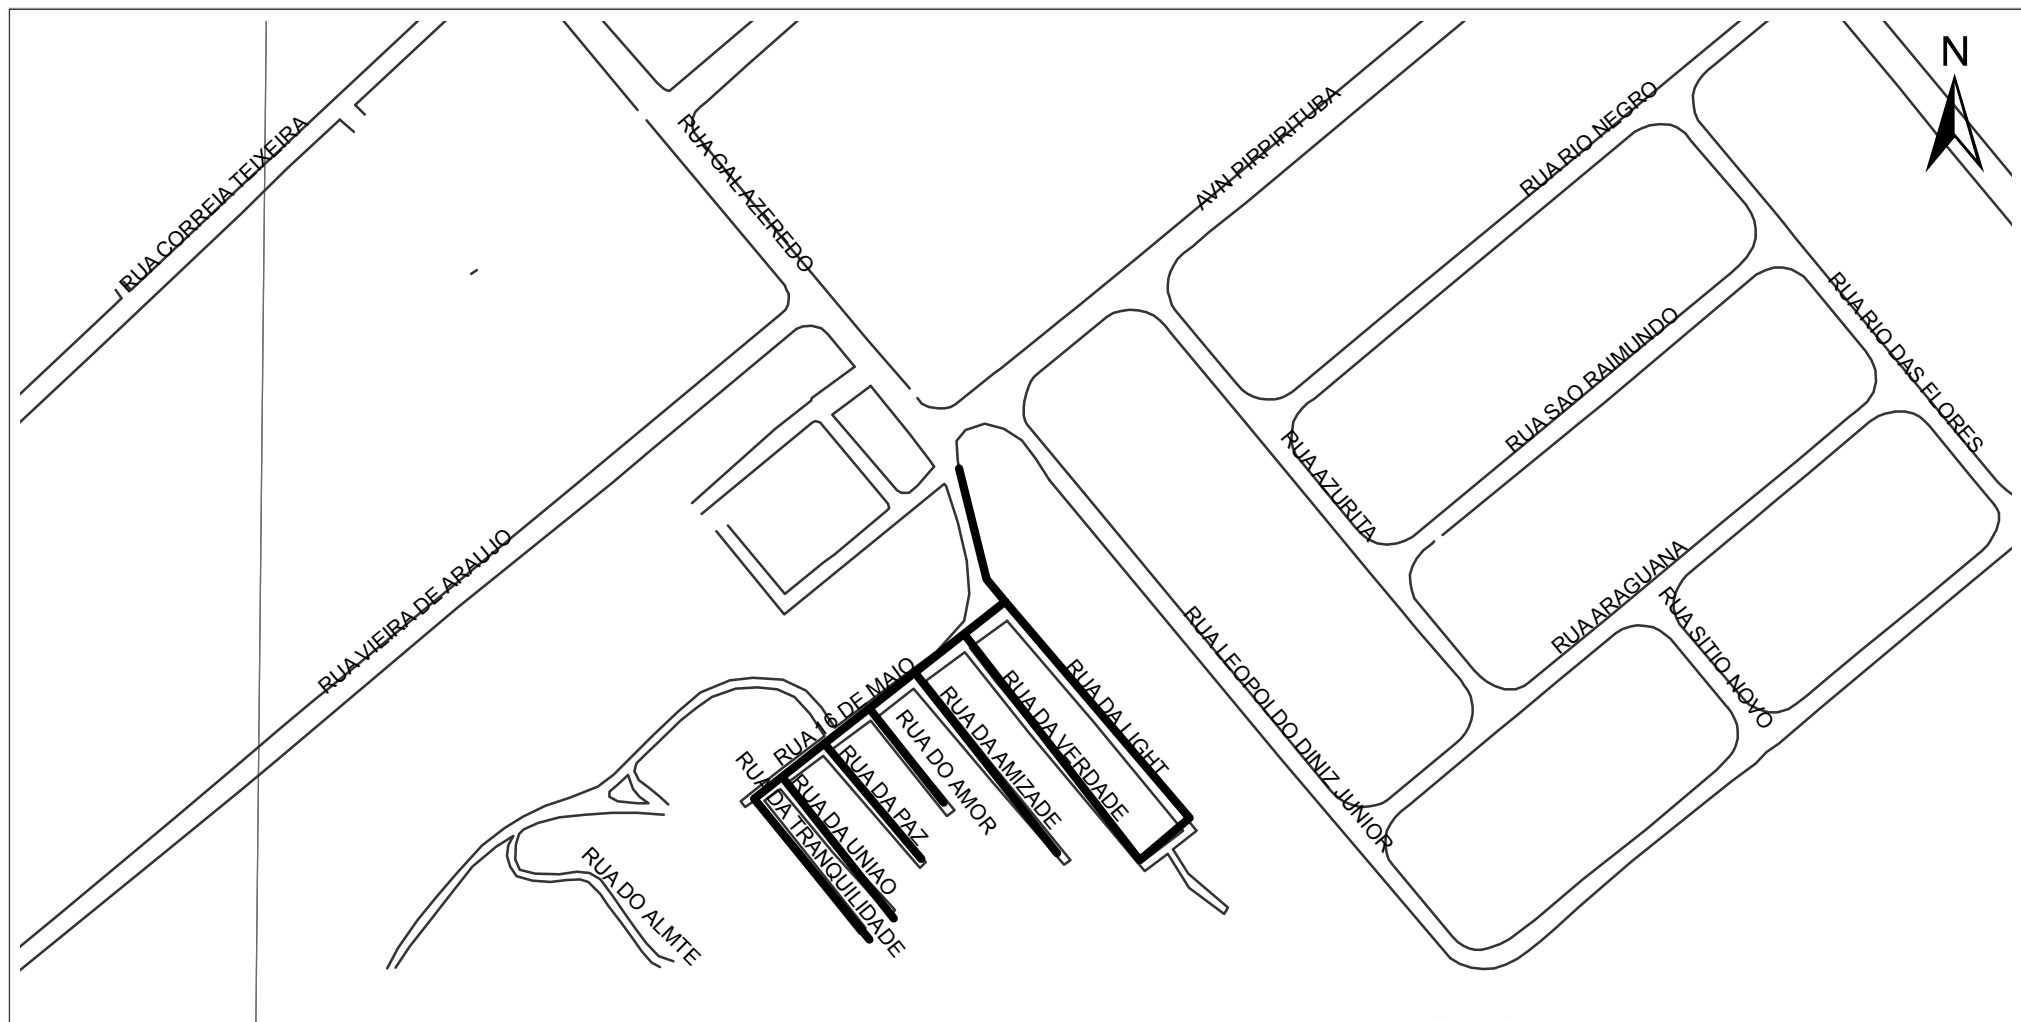 N
RUA CORREIA TEIXEIRA
RUA GAL AZEREDO
AVN PIRPIRITUBA
RUA RIO NEGRO
RUA RIO DAS FLORES
RUA SAO RAIMUNDO
RUA AZURITA
RUA VIEIRA DE ARAUJO
RUA ARAGUANA
RUA SITIO NOVO
RUA LEOPOLDO DINIZ JUNIOR
RUA 16 DE MAIO
RUA DA LIGHT
RUA DA VERDADE
RUA DA AMIZADE
RUA DO AMOR
RUA DA PAZ
RUA DA UNIAO
RUA DA TRANQUILIDADE
RUA DO ALMTE